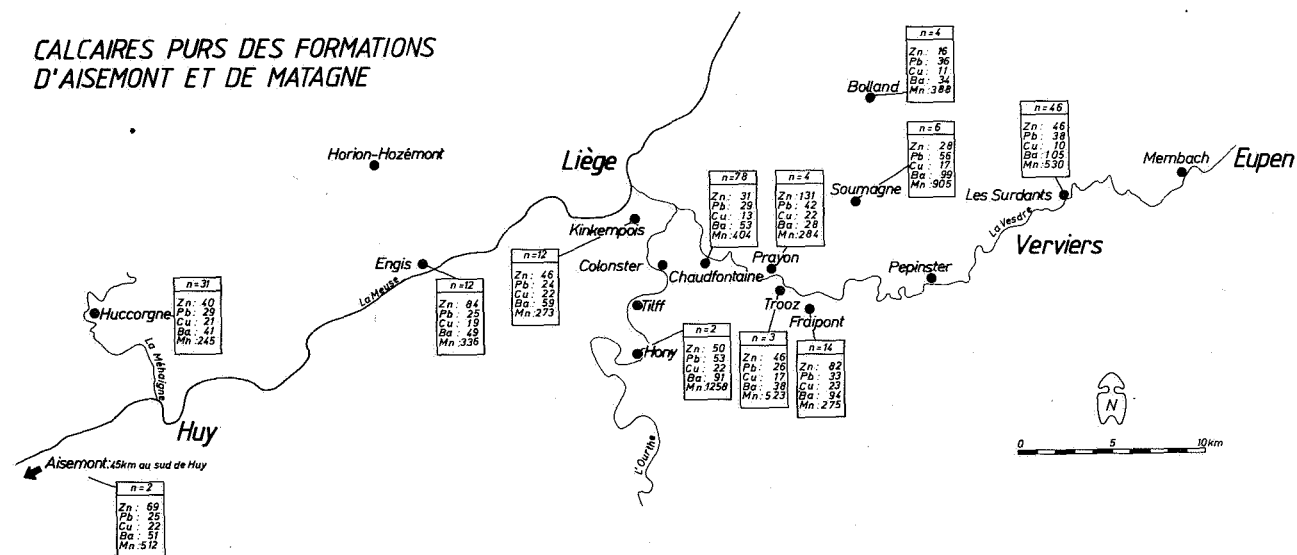 CALCAIRES PURS DES FORMATIONS
D'AISEMONT ET DE MATAGNE
n=4
Zn: 16
Pb: 36
Cu: 11
Ba: 34
Mn:388
Bolland
n=6
Zn: 28
Pb: 56
Cu: 17
Ba: 99
Mn:905
Soumagne
n=46
Zn: 46
Pb: 38
Cu: 10
Ba:105
Mn:530
Les Surdants
Membach
Eupen
La Vesdre
Verviers
Horion-Hozémont
Liège
Kinkempois
n=12
Zn: 46
Pb: 24
Cu: 22
Ba: 59
Mn:273
Colonster
n=78
Zn: 31
Pb: 29
Cu: 13
Ba: 53
Mn:404
Chaudfontaine
n=4
Zn:131
Pb: 42
Cu: 22
Ba: 28
Mn:284
Prayon
Pepinster
Engis
La Meuse
n=12
Zn: 84
Pb: 25
Cu: 19
Ba: 49
Mn:336
n=31
Zn: 40
Pb: 29
Cu: 21
Ba: 41
Mn:245
Huccorgne
La Méhaigne
Tilff
Hony
n=2
Zn: 50
Pb: 53
Cu: 22
Ba: 91
Mn:1258
Trooz
n=3
Zn: 46
Pb: 26
Cu: 17
Ba: 38
Mn:523
Fraipont
n=14
Zn: 82
Pb: 33
Cu: 23
Ba: 94
Mn:275
L'Ourthe
Huy
Aisemont:45km au sud de Huy
n=2
Zn: 69
Pb: 25
Cu: 22
Ba: 51
Mn:512
N
0 5 10km